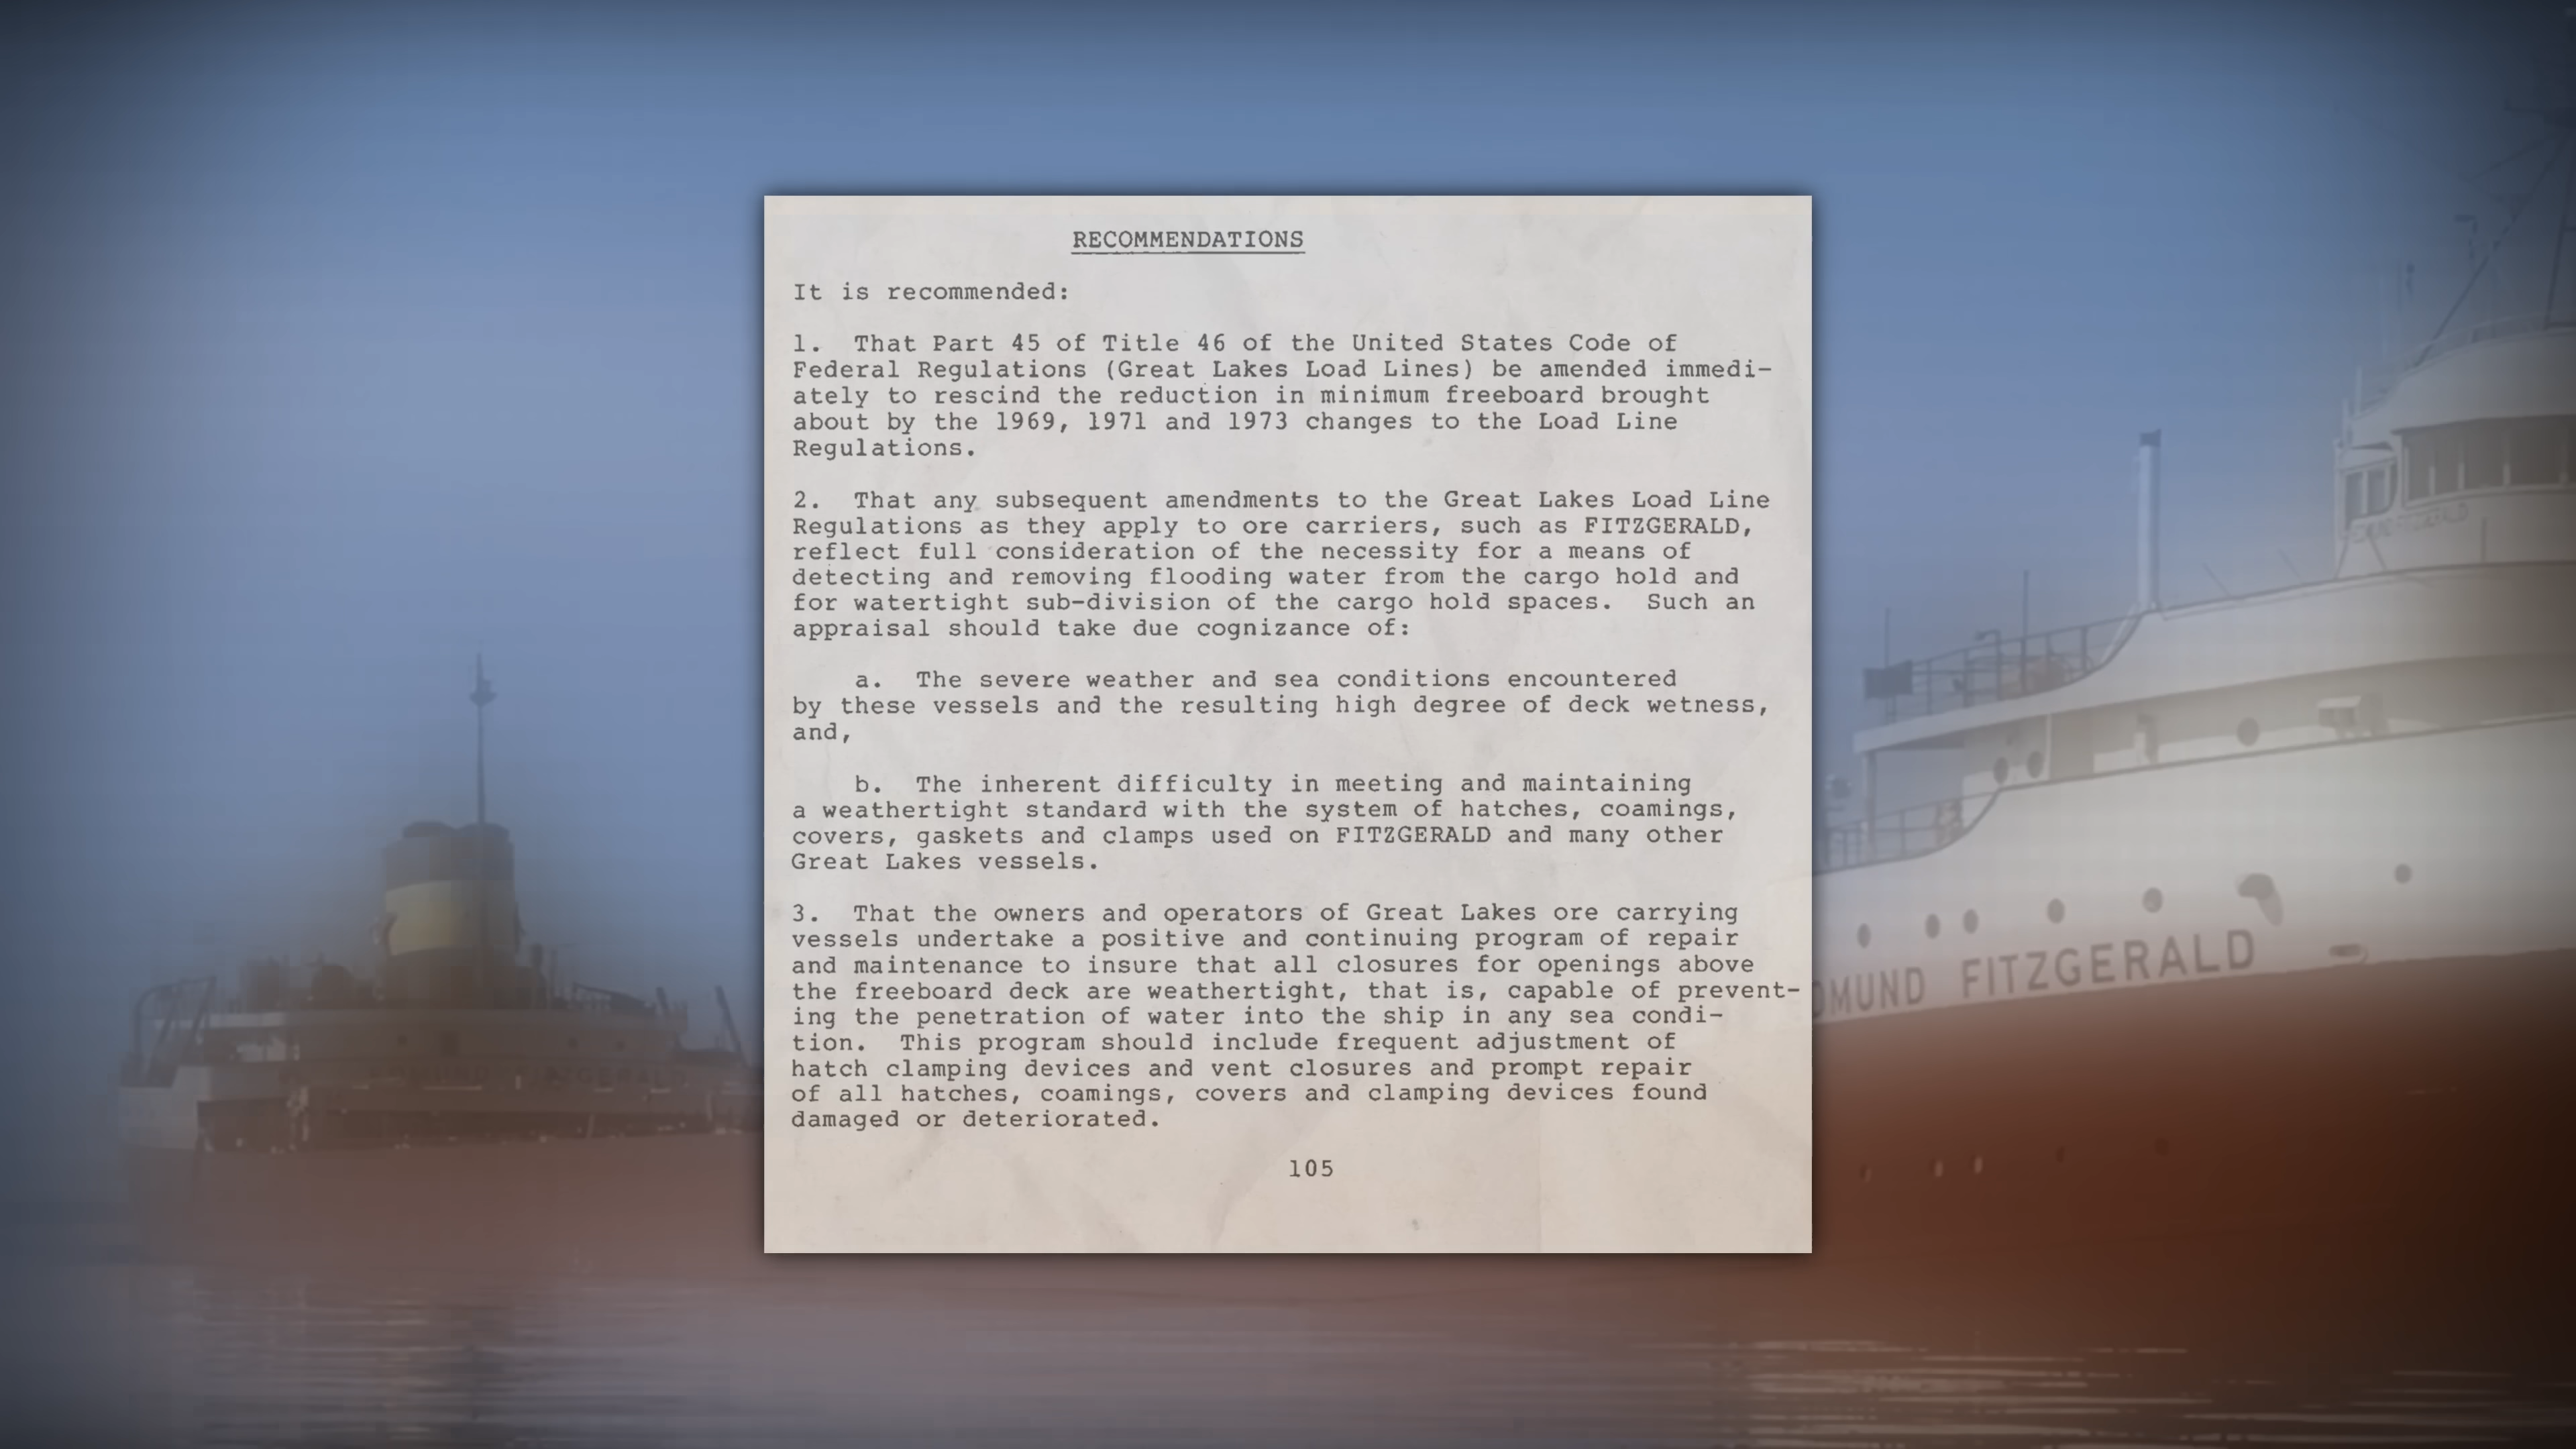 RECOMMENDATIONS
It is recommended:
1. That Part 45 of Title 46 of the United States Code of
Federal Regulations (Great Lakes Load Lines) be amended immedi-
ately to rescind the reduction in minimum freeboard brought
about by the 1969, 1971 and 1973 changes to the Load Line
Regulations.
2. That any subsequent amendments to the Great Lakes Load Line
Regulations as they apply to ore carriers, such as FITZGERALD,
reflect full consideration of the necessity for a means of
detecting and removing flooding water from the cargo hold and
for watertight sub-division of the cargo hold spaces. Such an
appraisal should take due cognizance of:
a. The severe weather and sea conditions encountered
by these vessels and the resulting high degree of deck wetness,
and,
b. The inherent difficulty in meeting and maintaining
a weathertight standard with the system of hatches, coamings,
covers, gaskets and clamps used on FITZGERALD and many other
Great Lakes vessels.
3. That the owners and operators of Great Lakes ore carrying
vessels undertake a positive and continuing program of repair
and maintenance to insure that all closures for openings above
the freeboard deck are weathertight, that is, capable of prevent-
ing the penetration of water into the ship in any sea condi-
tion. This program should include frequent adjustment of
hatch clamping devices and vent closures and prompt repair
of all hatches, coamings, covers and clamping devices found
damaged or deteriorated.
105
DMUND FITZGERALD